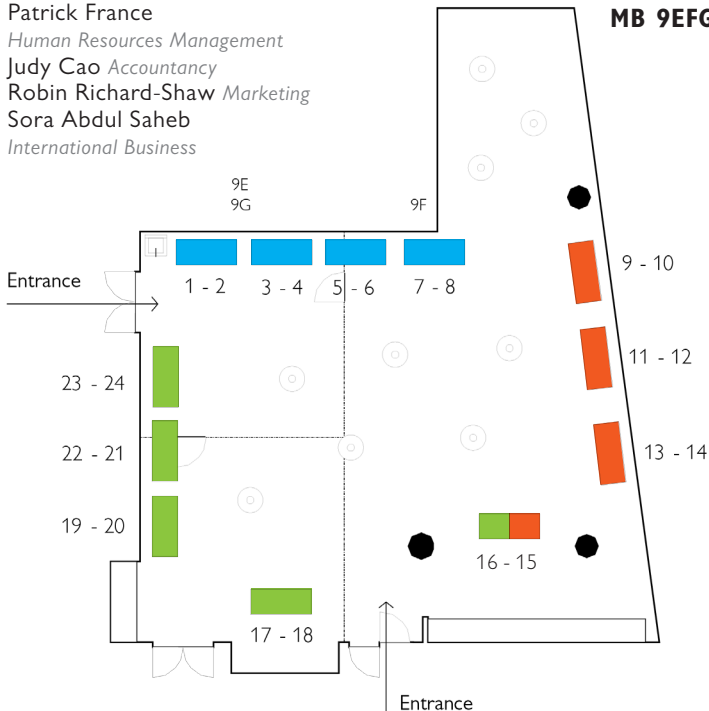 Patrick France
Human Resources Management
Judy Cao Accountancy
Robin Richard-Shaw Marketing
Sora Abdul Saheb
International Business
MB 9EFG
9E
9G
9F
Entrance
1 - 2
3 - 4
5 - 6
7 - 8
9 - 10
11 - 12
13 - 14
23 - 24
22 - 21
19 - 20
16 - 15
17 - 18
Entrance